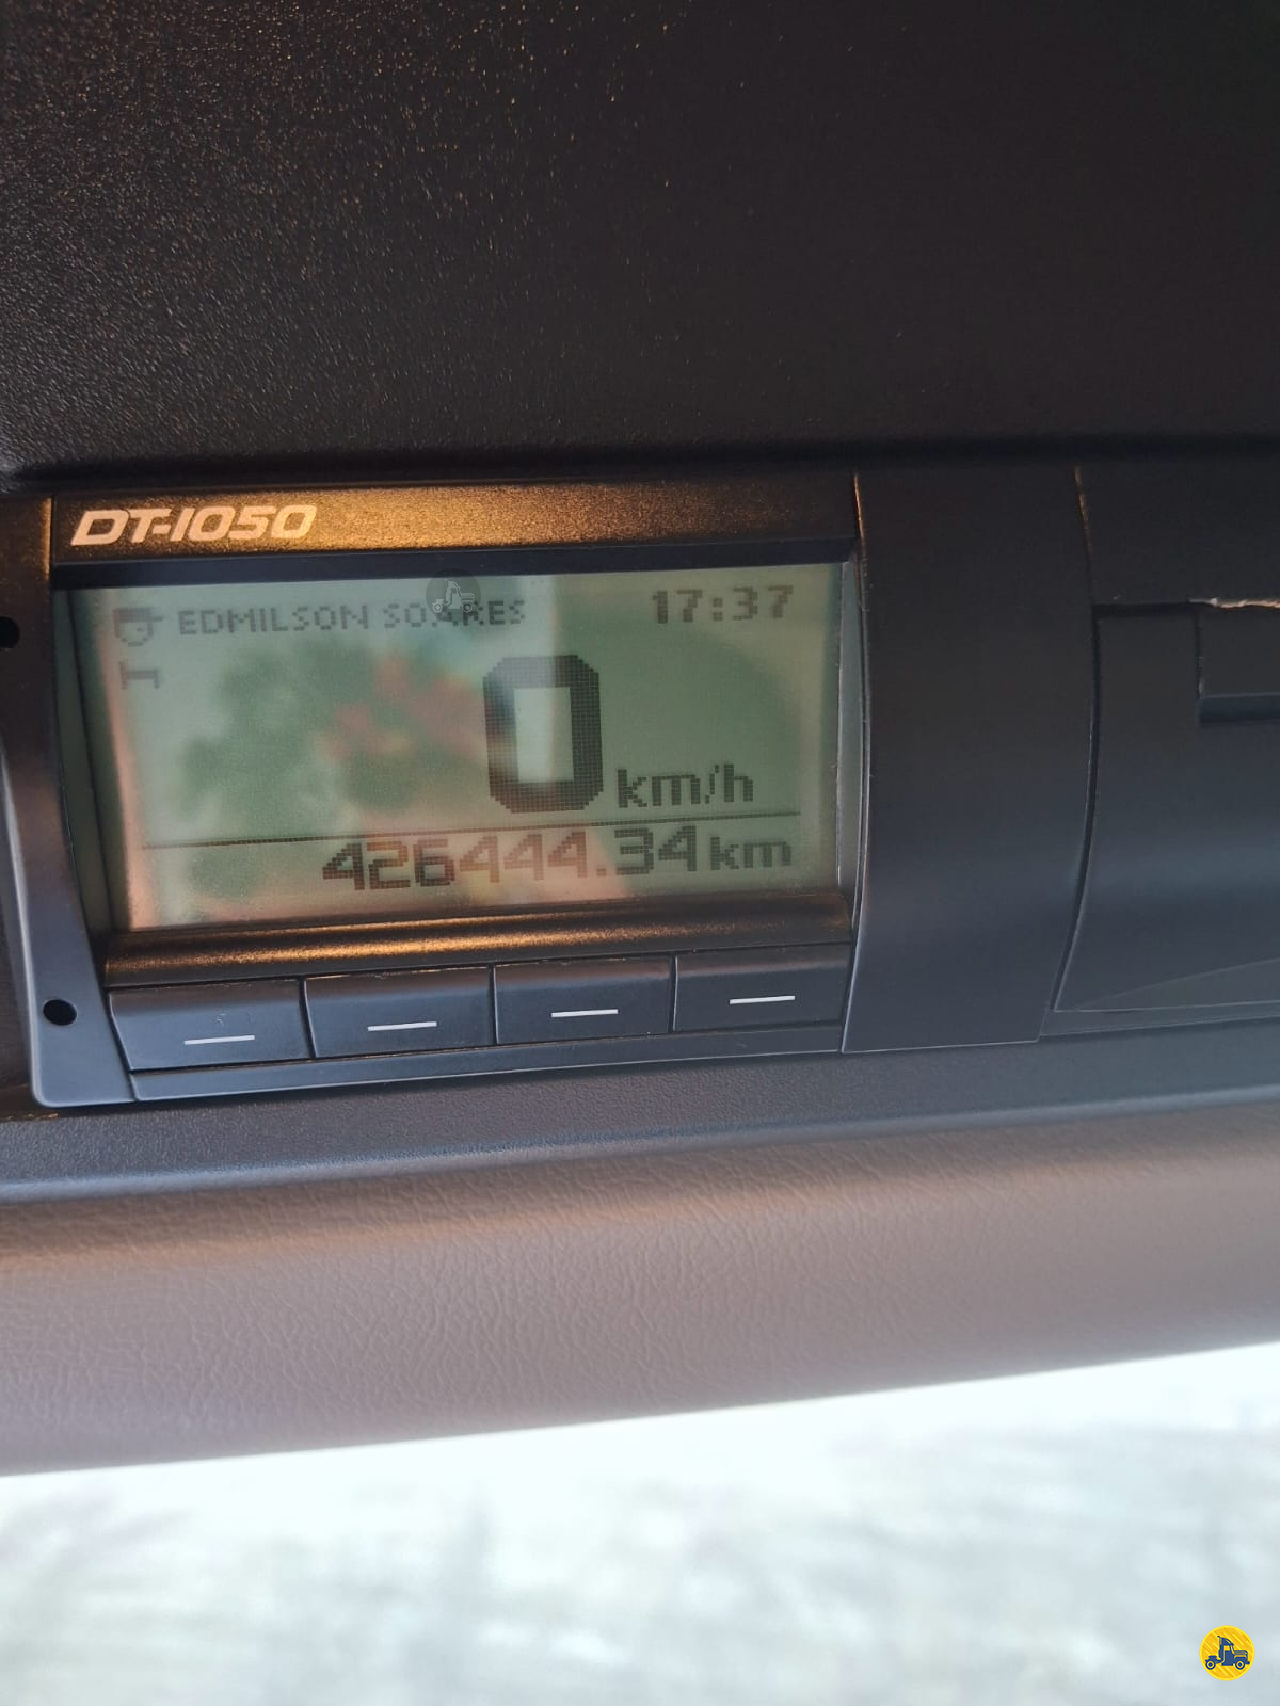 DT-1050
EDMILSON SOARES 17:37
0 km/h
426444.34 km